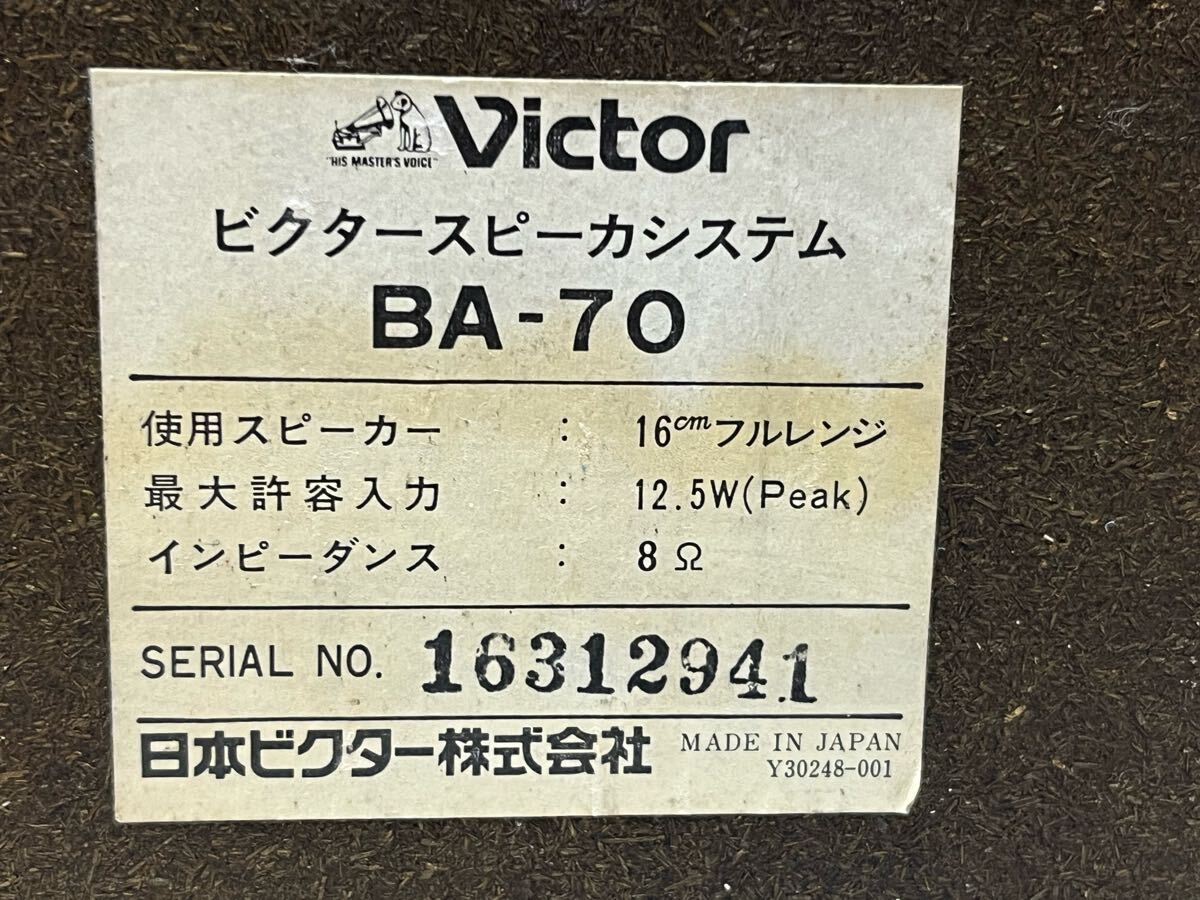 Victor
"HIS MASTER'S VOICE"
ビクタースピーカシステム
BA-70
使用スピーカー : 16cmフルレンジ
最大許容入力 : 12.5W(Peak)
インピーダンス : 8Ω
SERIAL NO. 16312941
日本ビクター株式会社 MADE IN JAPAN
Y30248-001